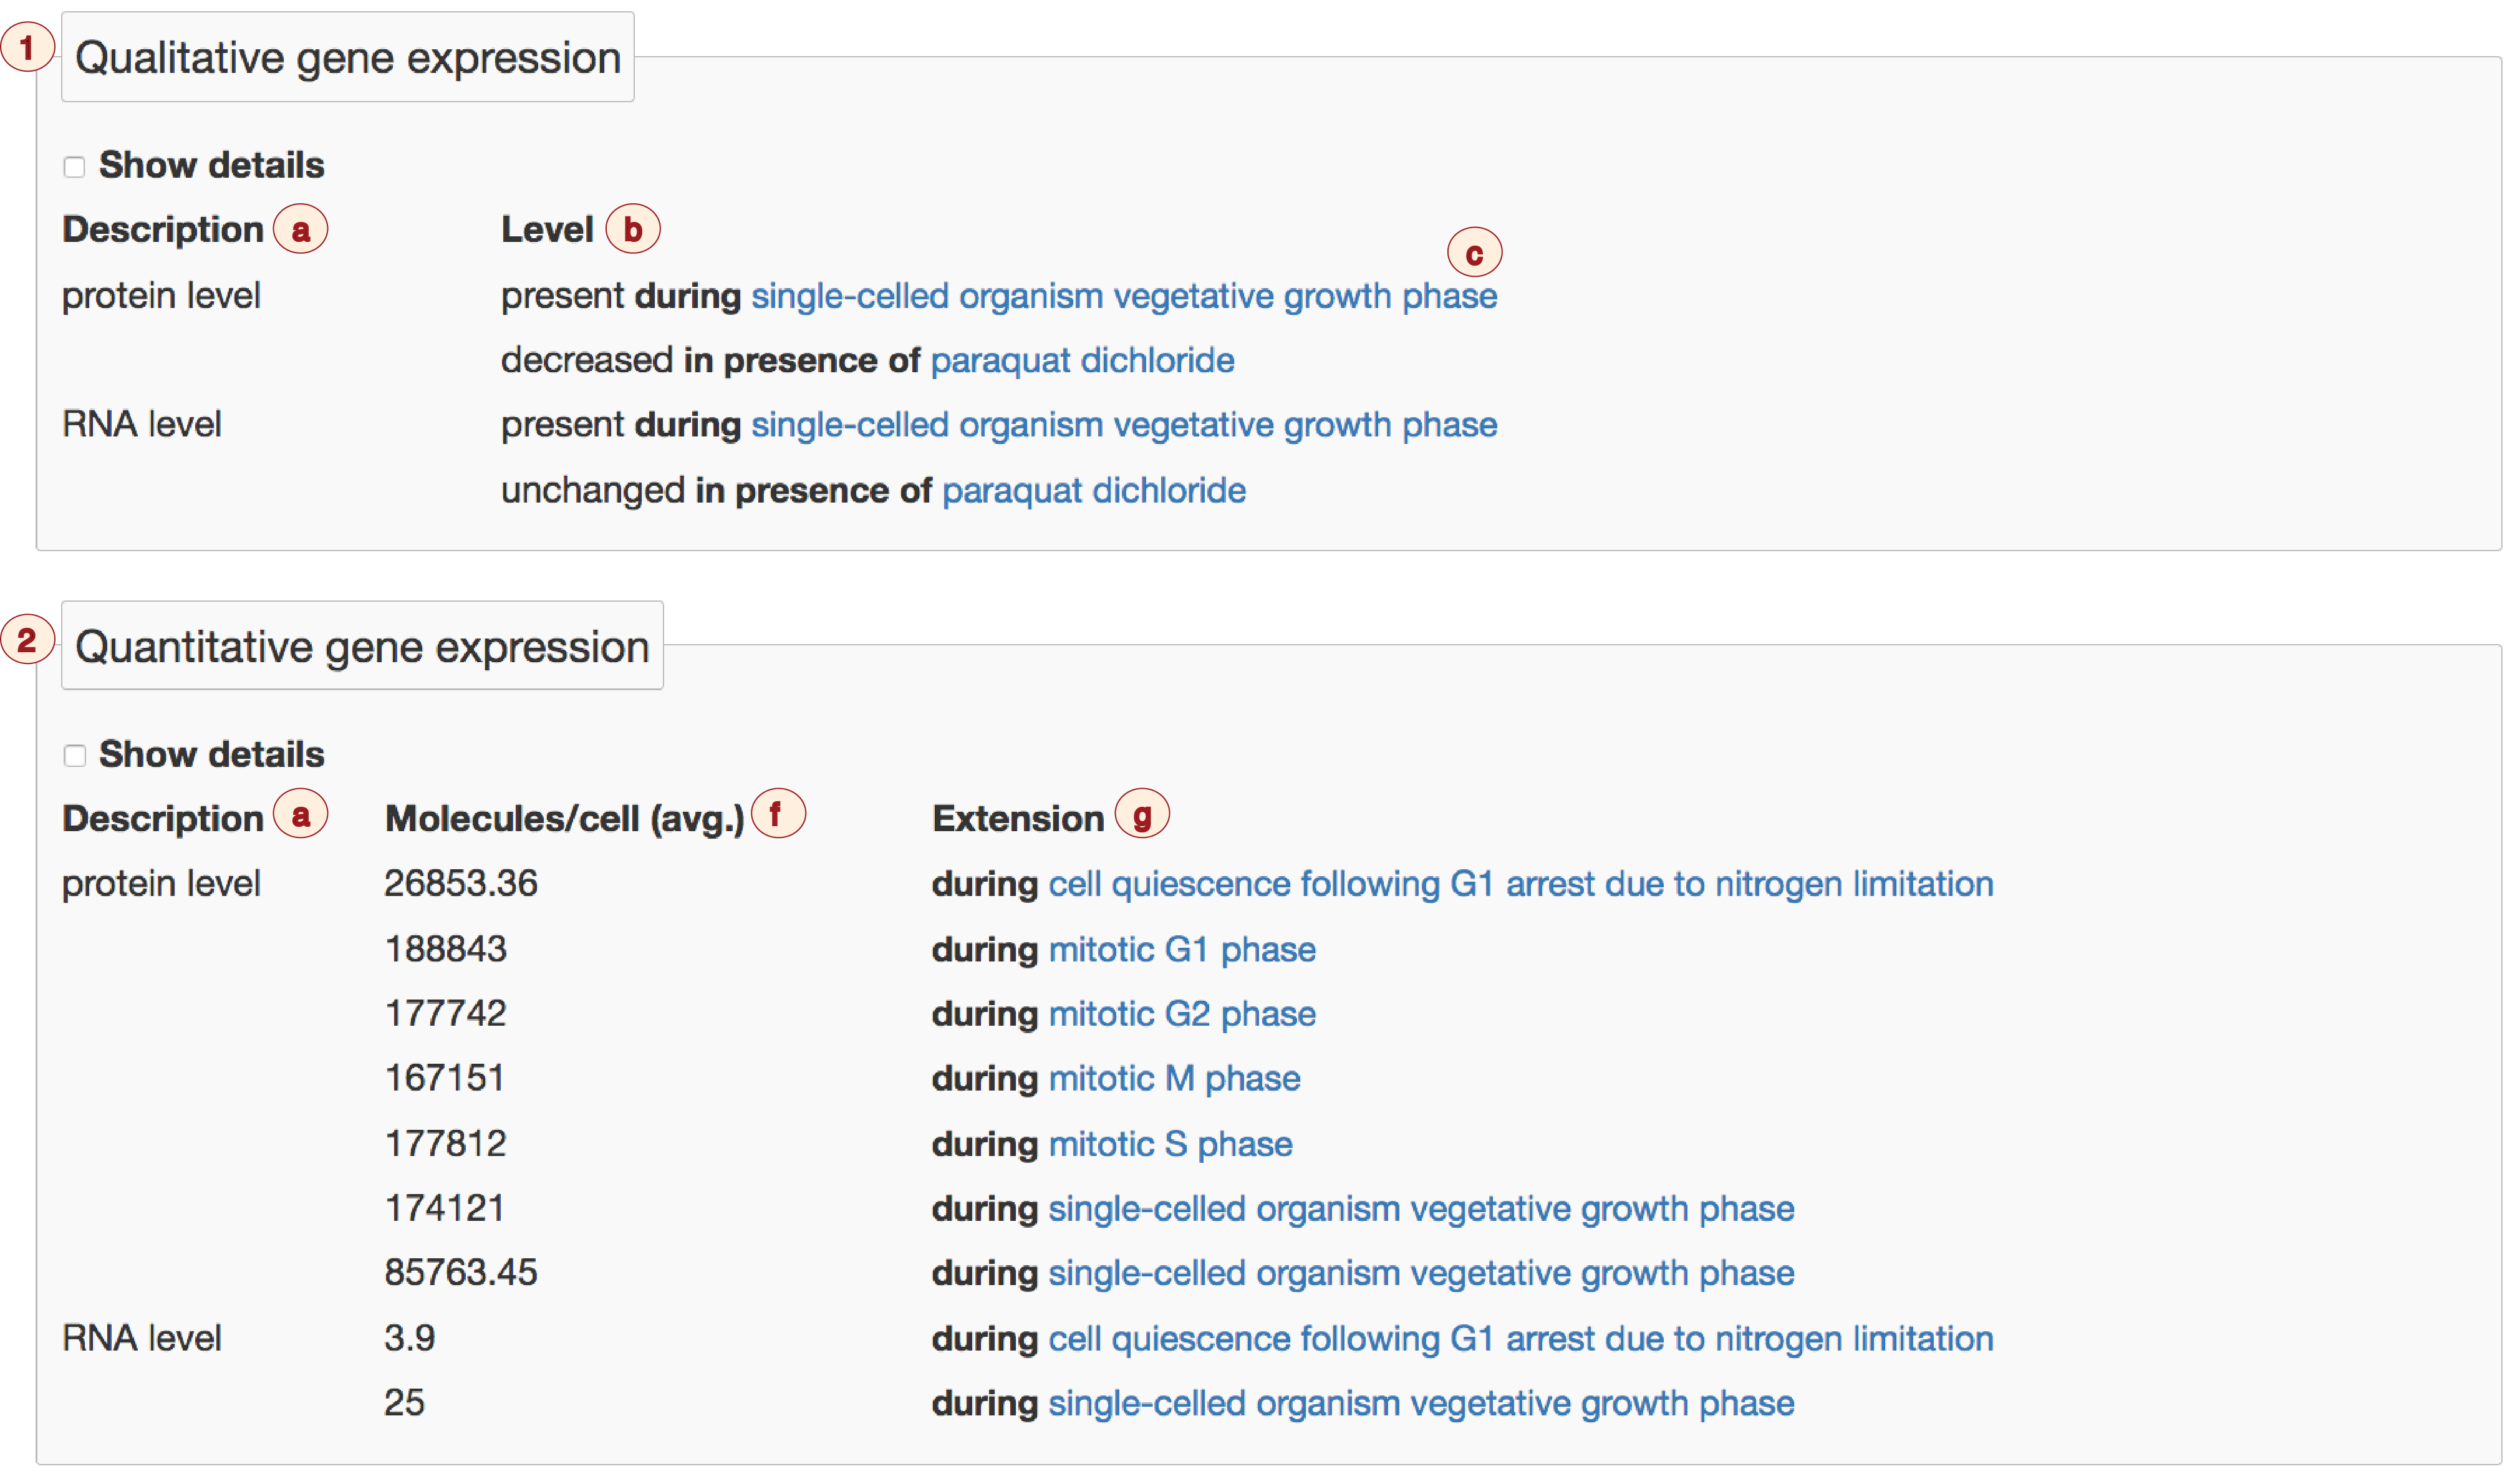 1 Qualitative gene expression
Show details
Description a Level b
c
protein level present during single-celled organism vegetative growth phase
decreased in presence of paraquat dichloride
RNA level present during single-celled organism vegetative growth phase
unchanged in presence of paraquat dichloride
2 Quantitative gene expression
Show details
Description a Molecules/cell (avg.) f Extension g
protein level 26853.36 during cell quiescence following G1 arrest due to nitrogen limitation
188843 during mitotic G1 phase
177742 during mitotic G2 phase
167151 during mitotic M phase
177812 during mitotic S phase
174121 during single-celled organism vegetative growth phase
85763.45 during single-celled organism vegetative growth phase
RNA level 3.9 during cell quiescence following G1 arrest due to nitrogen limitation
25 during single-celled organism vegetative growth phase